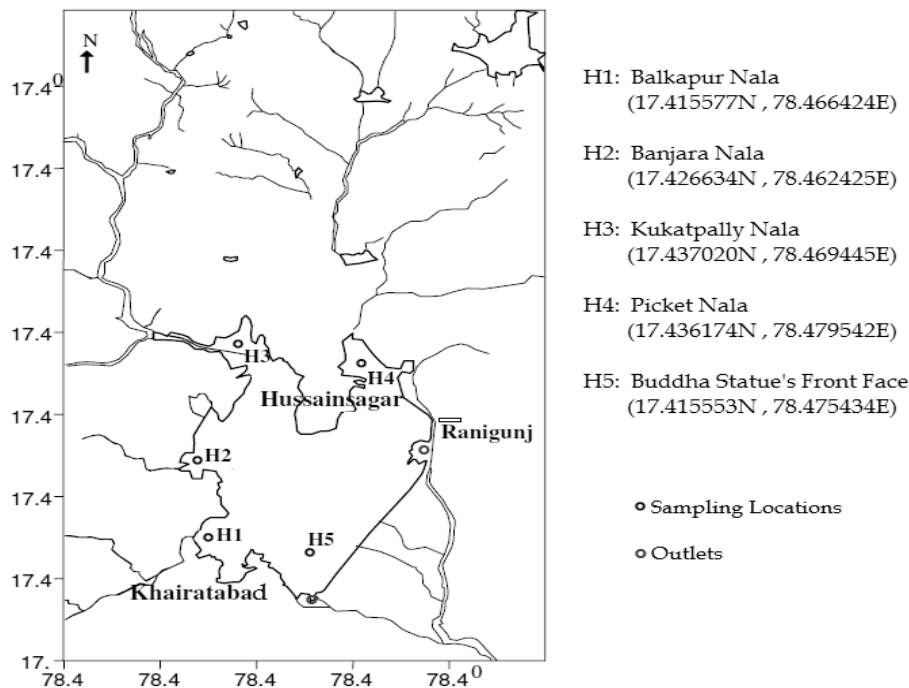 N
17.4⁰
17.4
17.4
17.4
17.4
17.4
17.4
17.
78.4
78.4
78.4
78.4
78.4⁰
H3
H4
Hussainsagar
Ranigunj
H2
H1
H5
Khairatabad
H1: Balkapur Nala
(17.415577N , 78.466424E)
H2: Banjara Nala
(17.426634N , 78.462425E)
H3: Kukatpally Nala
(17.437020N , 78.469445E)
H4: Picket Nala
(17.436174N , 78.479542E)
H5: Buddha Statue's Front Face
(17.415553N , 78.475434E)
Sampling Locations
Outlets